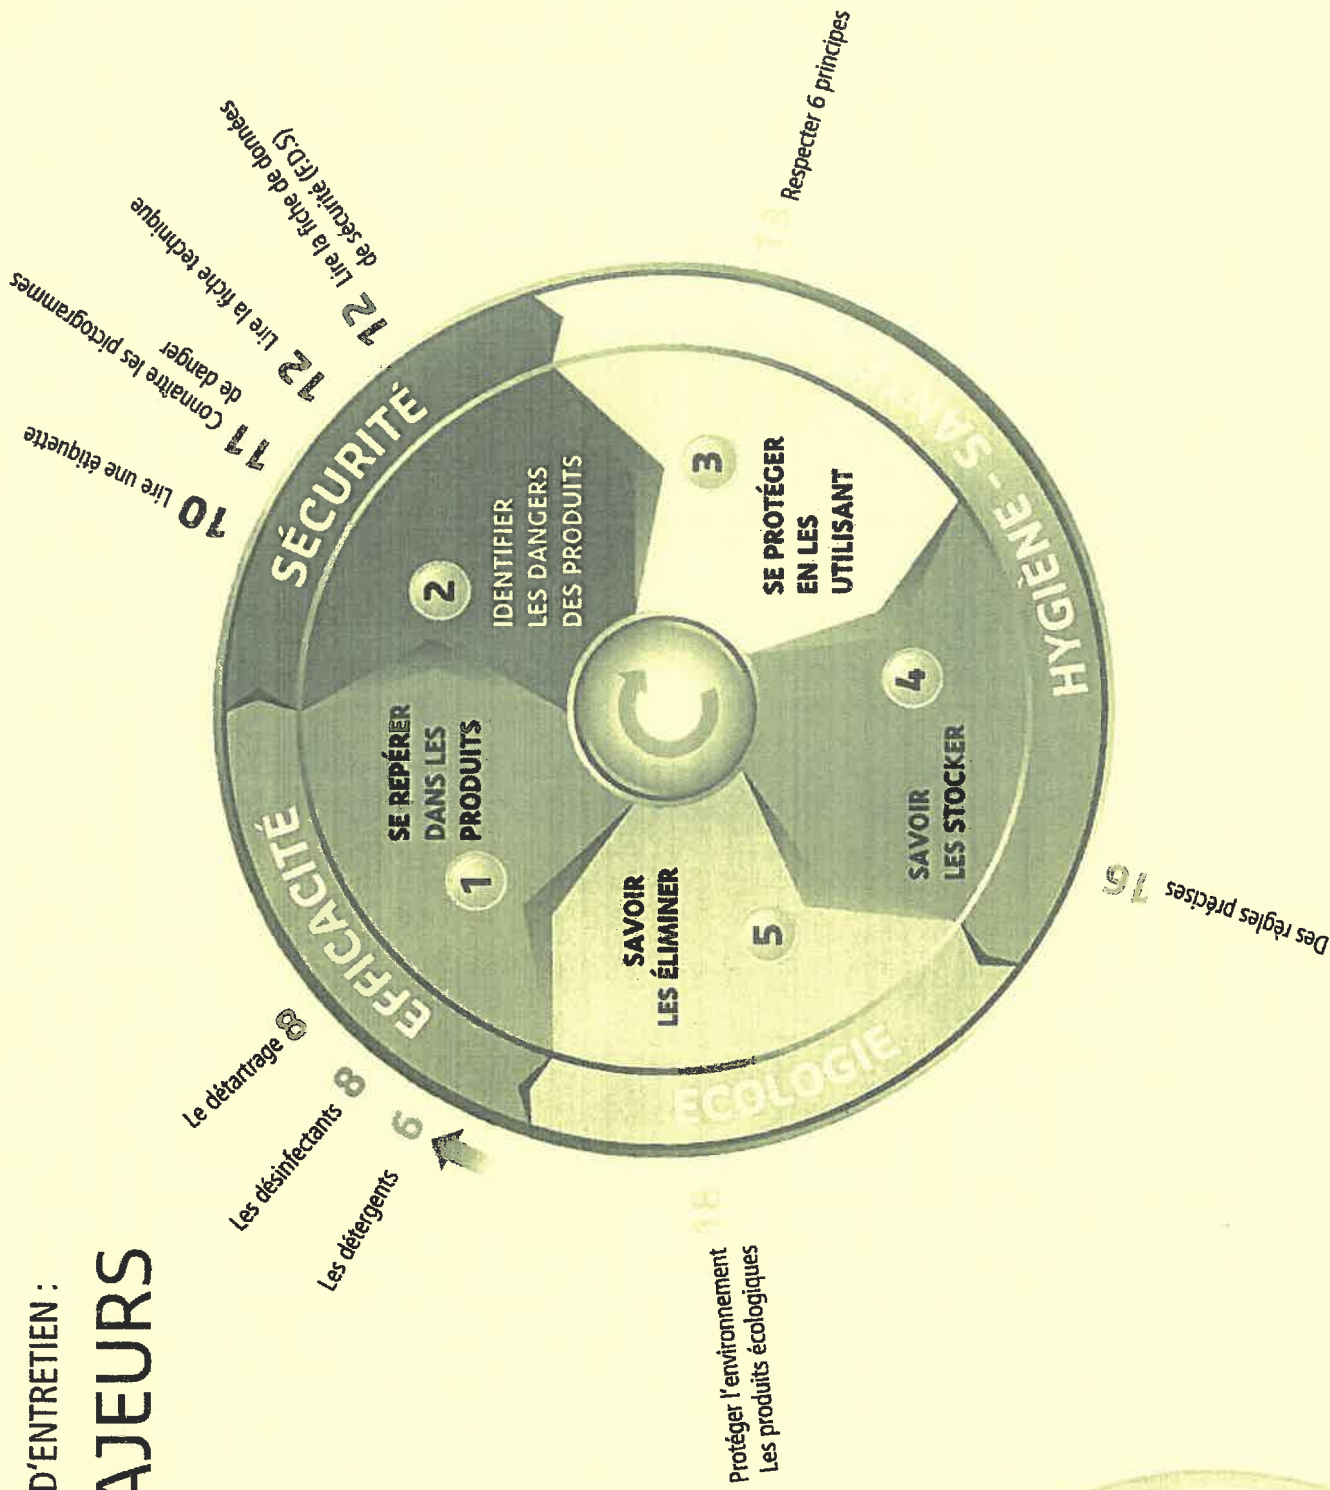 D'ENTRETIEN :
AJEURS
EFFICACITÉ
Les détergents 6
Les désinfectants 8
Le détartrage 8
1
SE REPÉRER
DANS LES
PRODUITS
SÉCURITÉ
10 Lire une étiquette
11 Connaître les pictogrammes
de danger
12 Lire la fiche technique
12 Lire la fiche de données
de sécurité (F.D.S)
2
IDENTIFIER
LES DANGERS
DES PRODUITS
HYGIÈNE - SANTÉ
13 Respecter 6 principes
3
SE PROTÉGER
EN LES
UTILISANT
4
SAVOIR
LES STOCKER
Des règles précises 16
ECOLOGIE
5
SAVOIR
LES ÉLIMINER
18
Protéger l'environnement
Les produits écologiques